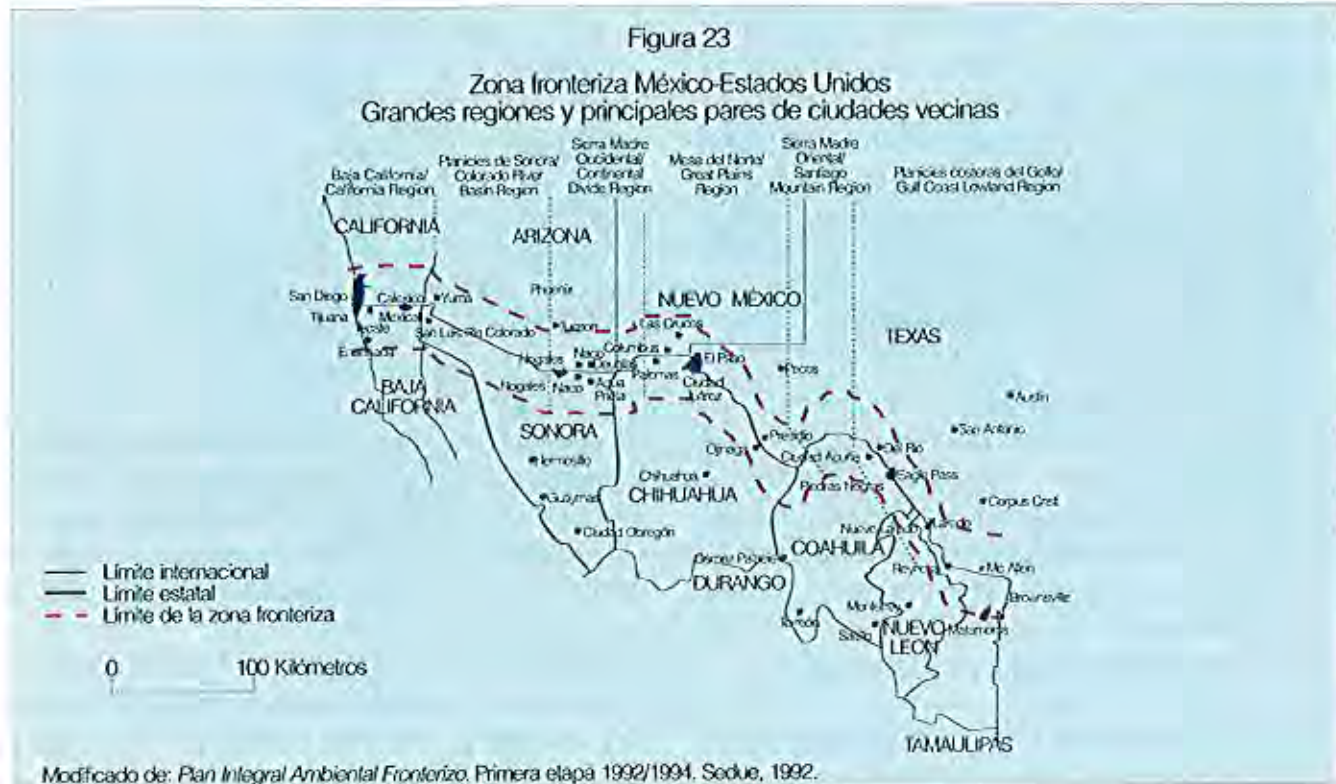 Figura 23
Zona fronteriza México-Estados Unidos
Grandes regiones y principales pares de ciudades vecinas
Baja California/
California Region
Planicies de Sonora/
Colorado River
Basin Region
Sierra Madre
Occidental/
Continental
Divide Region
Mesa del Norte/
Great Plains
Region
Sierra Madre
Oriental/
Santiago
Mountain Region
Planicies costeras del Golfo/
Gulf Coast Lowland Region
CALIFORNIA
ARIZONA
NUEVO MÉXICO
TEXAS
San Diego
Calexico
Yuma
Phoenix
Tijuana
Mexicali
San Luis Río Colorado
Tecate
Ensenada
Tucson
Las Cruces
Columbus
El Paso
Pecos
Nogales
Naco
Douglas
Palomas
Ciudad
Juárez
Nogales
Naco
Agua
Prieta
BAJA
CALIFORNIA
SONORA
Austin
San Antonio
Presidio
Ojinaga
Ciudad Acuña
Del Rio
Hermosillo
Chihuahua
CHIHUAHUA
Piedras Negras
Eagle Pass
Guaymas
Ciudad Obregón
Nuevo Laredo
Laredo
COAHUILA
DURANGO
Reynosa
Mc Allen
Brownsville
Monterrey
NUEVO
LEON
Matamoros
Torreón
Saltillo
TAMAULIPAS
Límite internacional
Límite estatal
Límite de la zona fronteriza
0 100 Kilómetros
Modificado de: Plan Integral Ambiental Fronterizo. Primera etapa 1992/1994. Sedue, 1992.